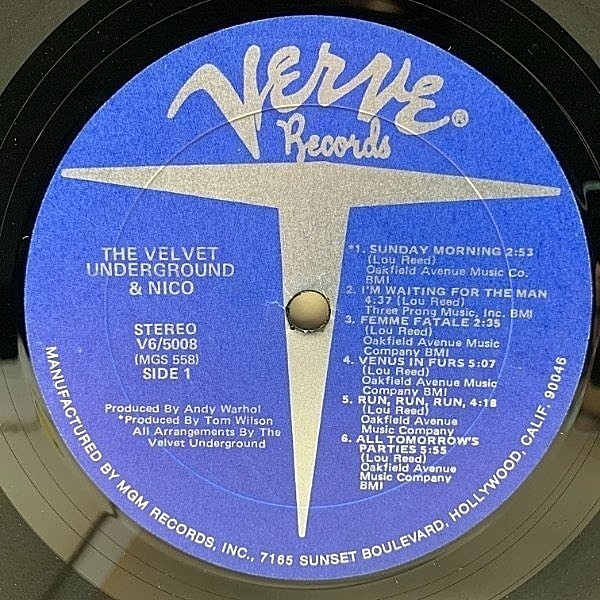 Verve®
Records
THE VELVET
UNDERGROUND
& NICO
STEREO
V6/5008
(MGS 558)
SIDE 1
Produced By Andy Warhol
*Produced By Tom Wilson
All Arrangements By The
Velvet Underground
*1. SUNDAY MORNING 2:53
(Lou Reed)
Oakfield Avenue Music Co.
BMI
2. I'M WAITING FOR THE MAN
4:37 (Lou Reed)
Three Prong Music, Inc. BMI
3. FEMME FATALE 2:35
(Lou Reed)
Oakfield Avenue Music
Company BMI
4. VENUS IN FURS 5:07
(Lou Reed)
Oakfield Avenue Music
Company BMI
5. RUN, RUN, RUN, 4:18
(Lou Reed)
Oakfield Avenue
Music Company
6. ALL TOMORROW'S
PARTIES 5:55
(Lou Reed)
Oakfield Avenue
Music Company
BMI
MANUFACTURED BY MGM RECORDS, INC., 7165 SUNSET BOULEVARD, HOLLYWOOD, CALIF. 90046